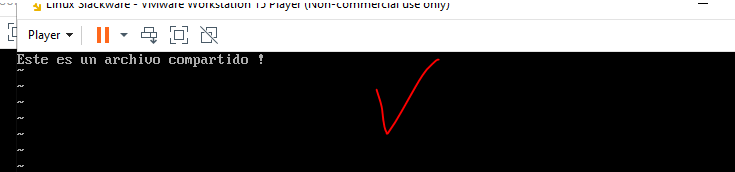 Linux Slackware - VMware Workstation 15 Player (Non-commercial use only)
Player
Este es un archivo compartido !
~
~
~
~
~
~
~